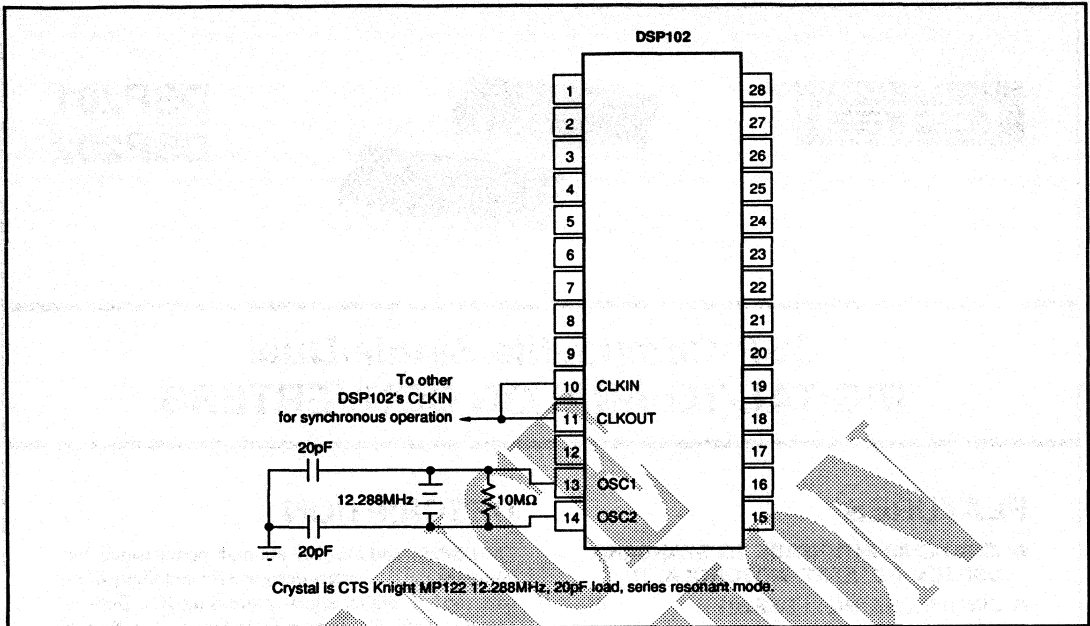 DSP102
1
28
2
27
3
26
4
25
5
24
6
23
7
22
8
21
9
20
To other
DSP102's CLKIN
for synchronous operation
10 CLKIN
19
11 CLKOUT
18
12
17
20pF
12.288MHz
10MΩ
13 OSC1
16
14 OSC2
15
20pF
Crystal is CTS Knight MP122 12.288MHz, 20pF load, series resonant mode.